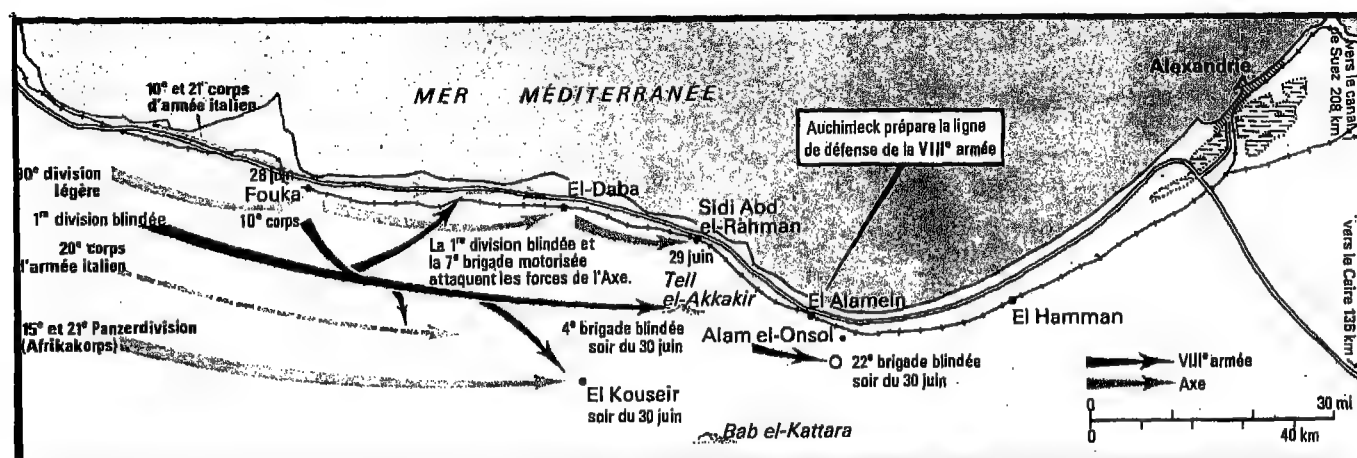 MER MÉDITERRANÉE
10e et 21e corps
d'armée italien
Alexandrie
vers le canal
de Suez 208 km
Auchinleck prépare la ligne
de défense de la VIIIe armée
90e division
légère
28 juin
Fouka
El-Daba
1re division blindée
10e corps
Sidi Abd
el-Rahman
29 juin
20e corps
d'armée italien
La 1re division blindée et
la 7e brigade motorisée
attaquent les forces de l'Axe.
Tell
el-Akkakir
El Alamein
El Hamman
vers le Caire 136 km
15e et 21e Panzerdivision
(Afrikakorps)
4e brigade blindée
soir du 30 juin
Alam el-Onsol
22e brigade blindée
soir du 30 juin
El Kouseir
soir du 30 juin
Bab el-Kattara
VIIIe armée
Axe
0 30 ml
0 40 km